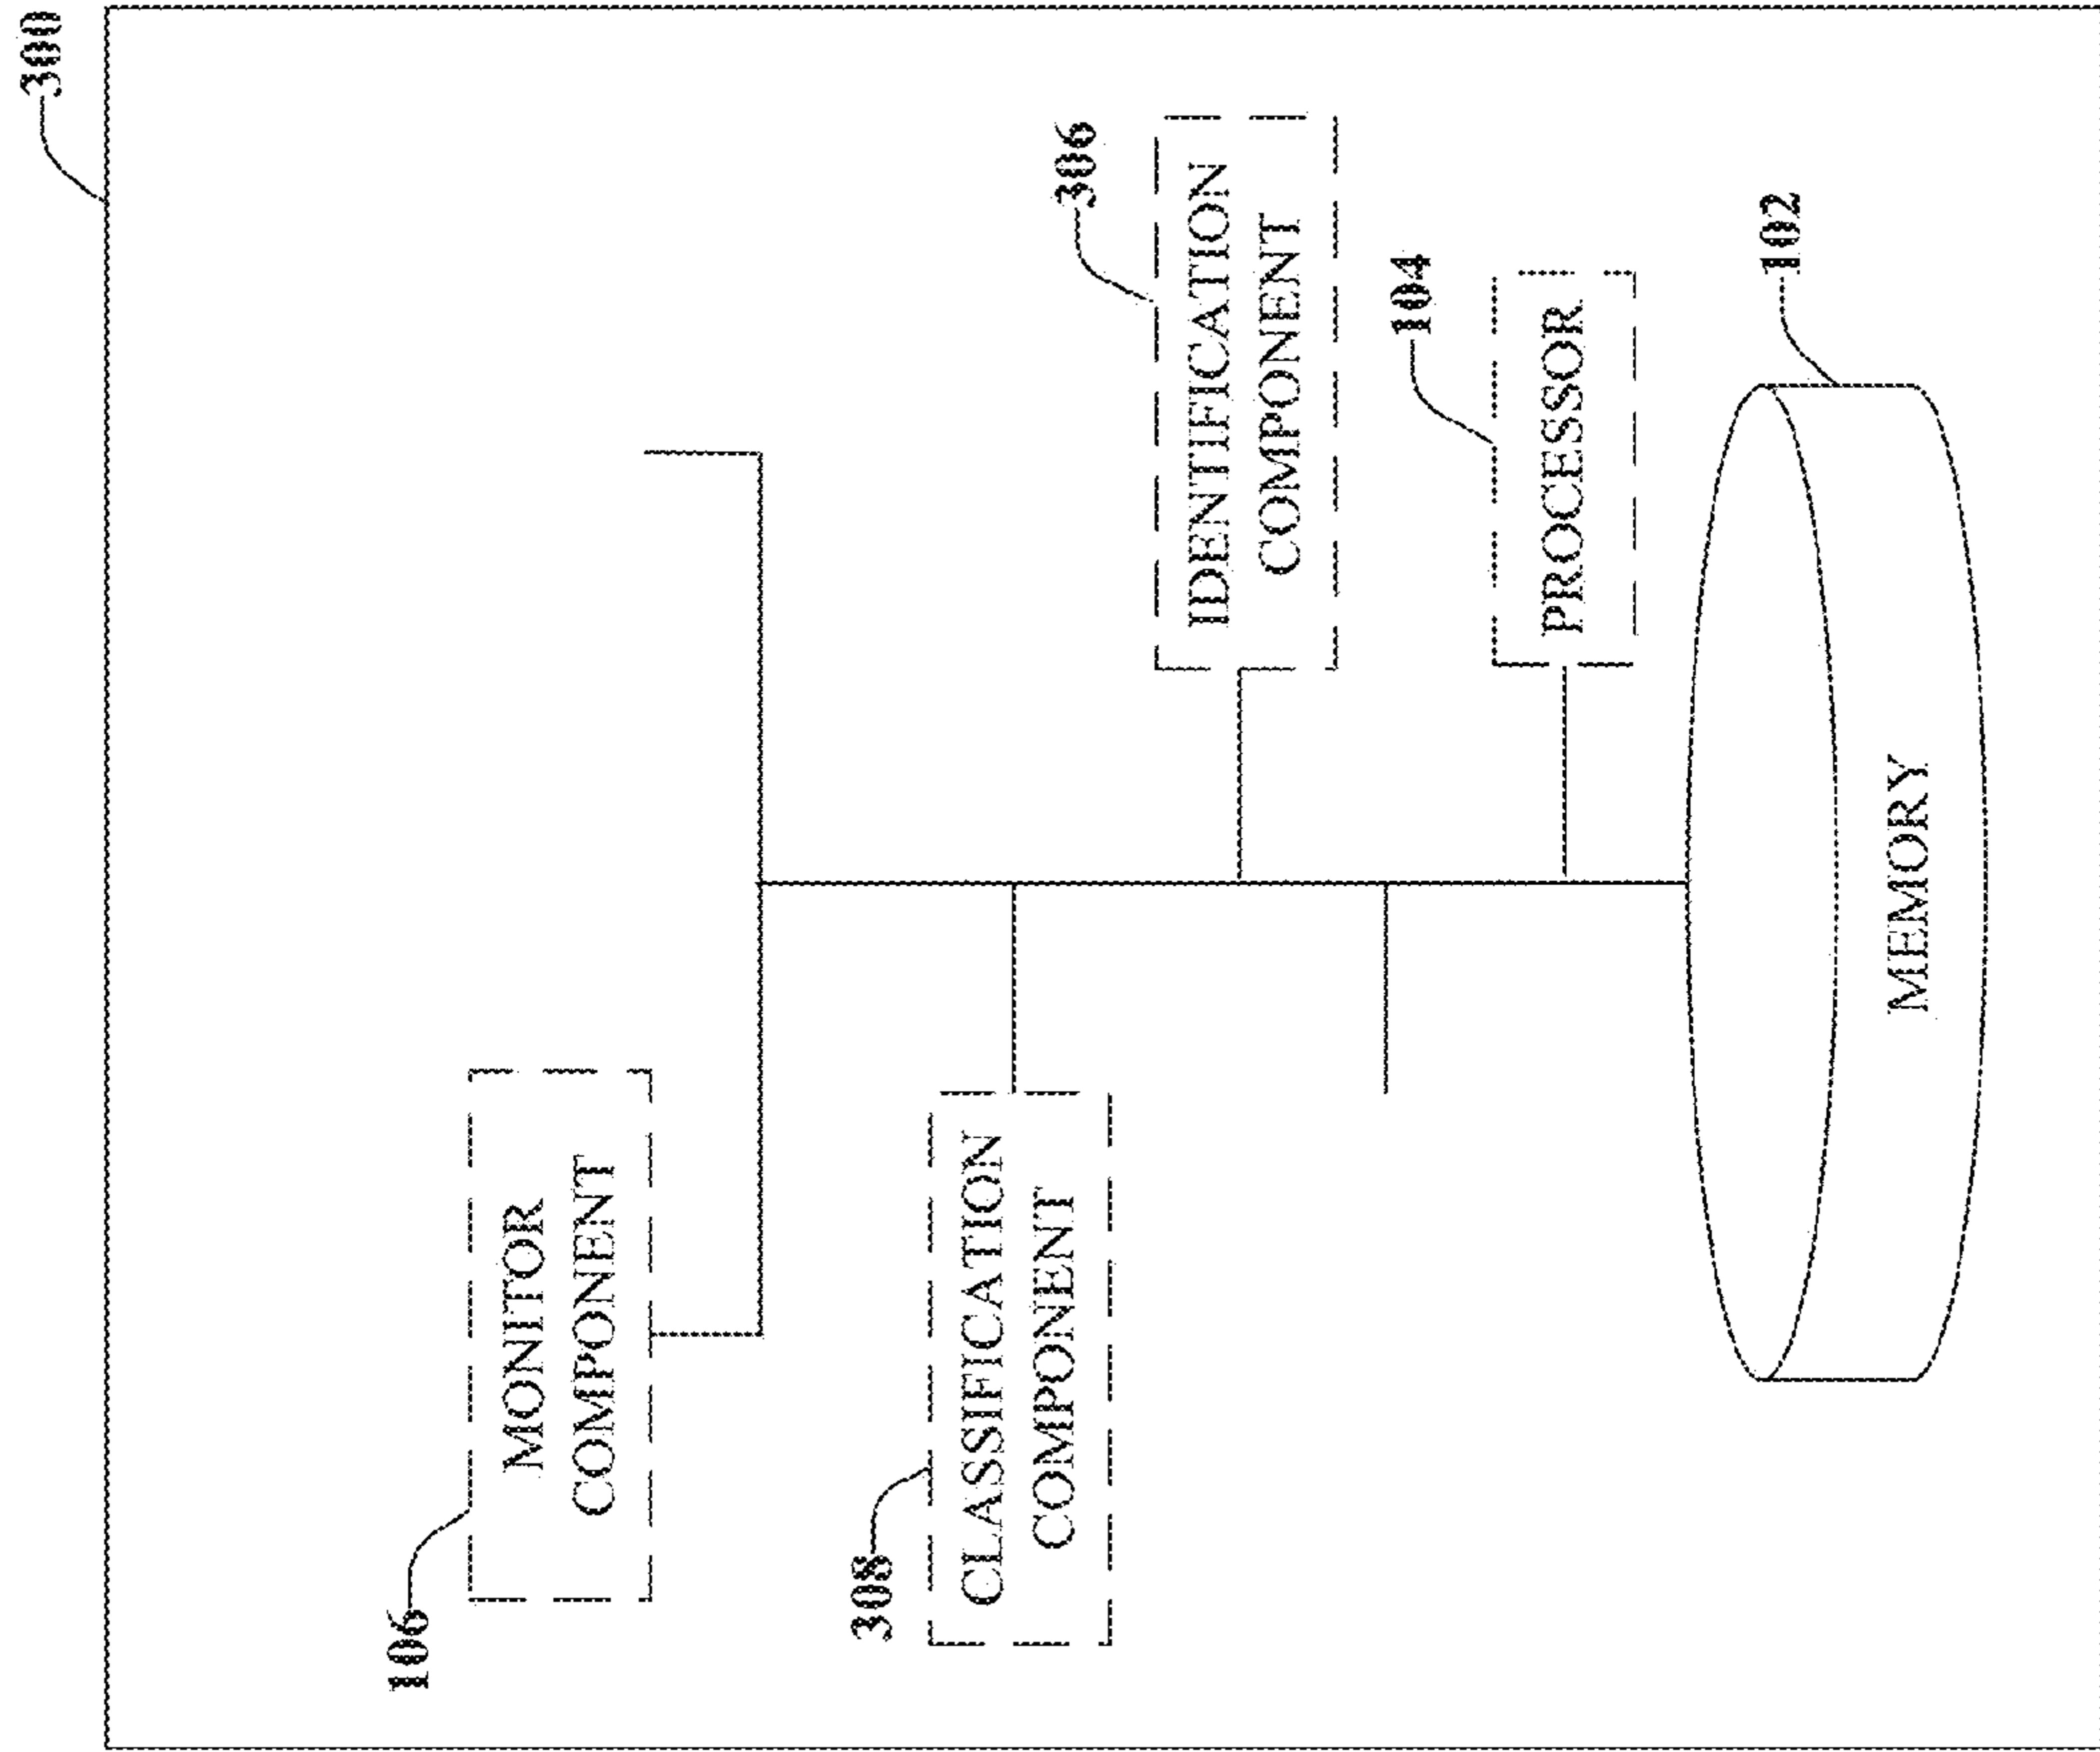 300
106
MONITOR
COMPONENT
308
CLASSIFICATION
COMPONENT
306
IDENTIFICATION
COMPONENT
104
PROCESSOR
102
MEMORY